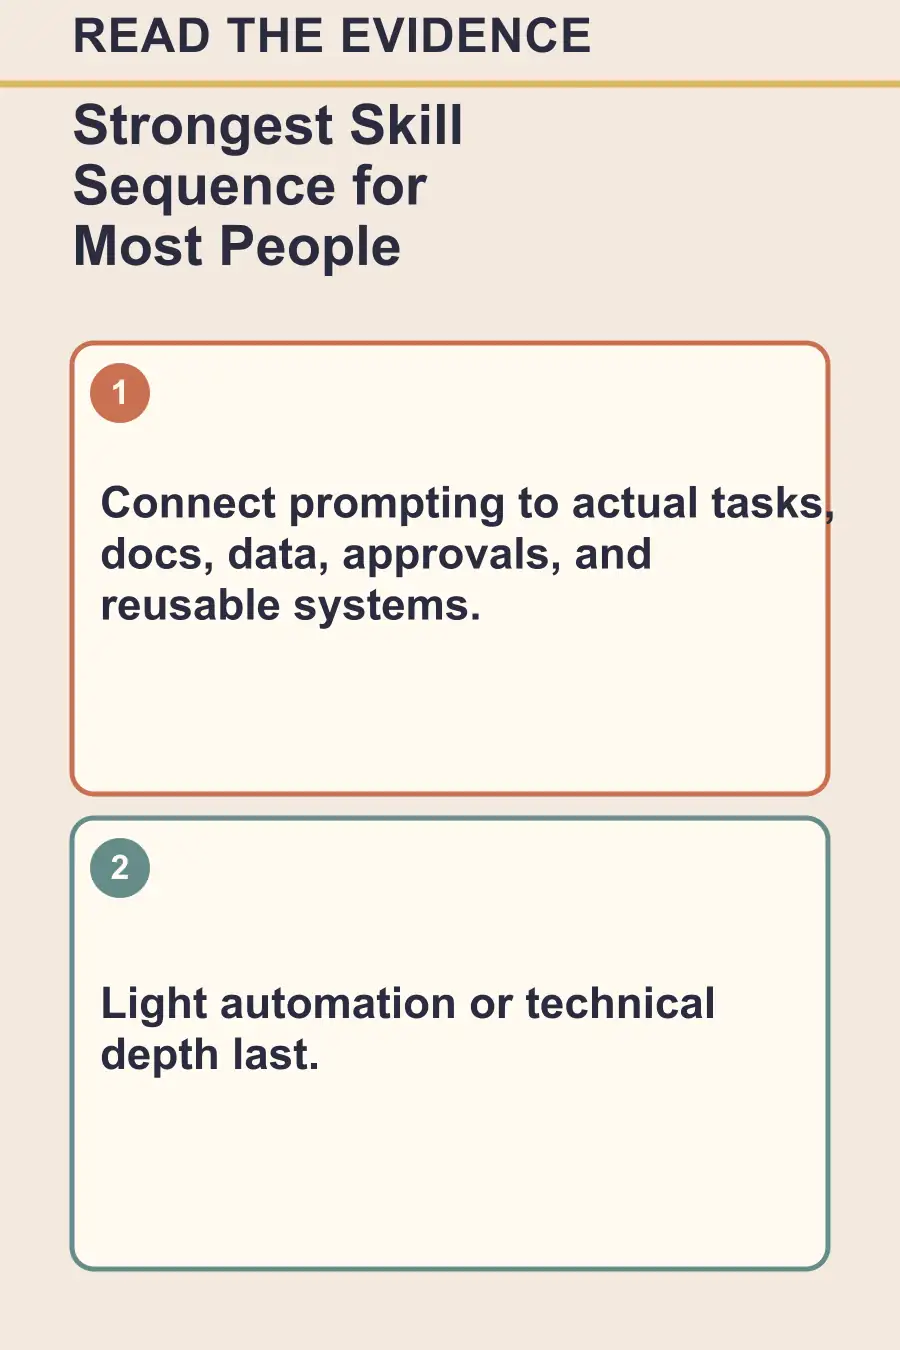 READ THE EVIDENCE
Strongest Skill
Sequence for
Most People
1
Connect prompting to actual tasks,
docs, data, approvals, and
reusable systems.
2
Light automation or technical
depth last.